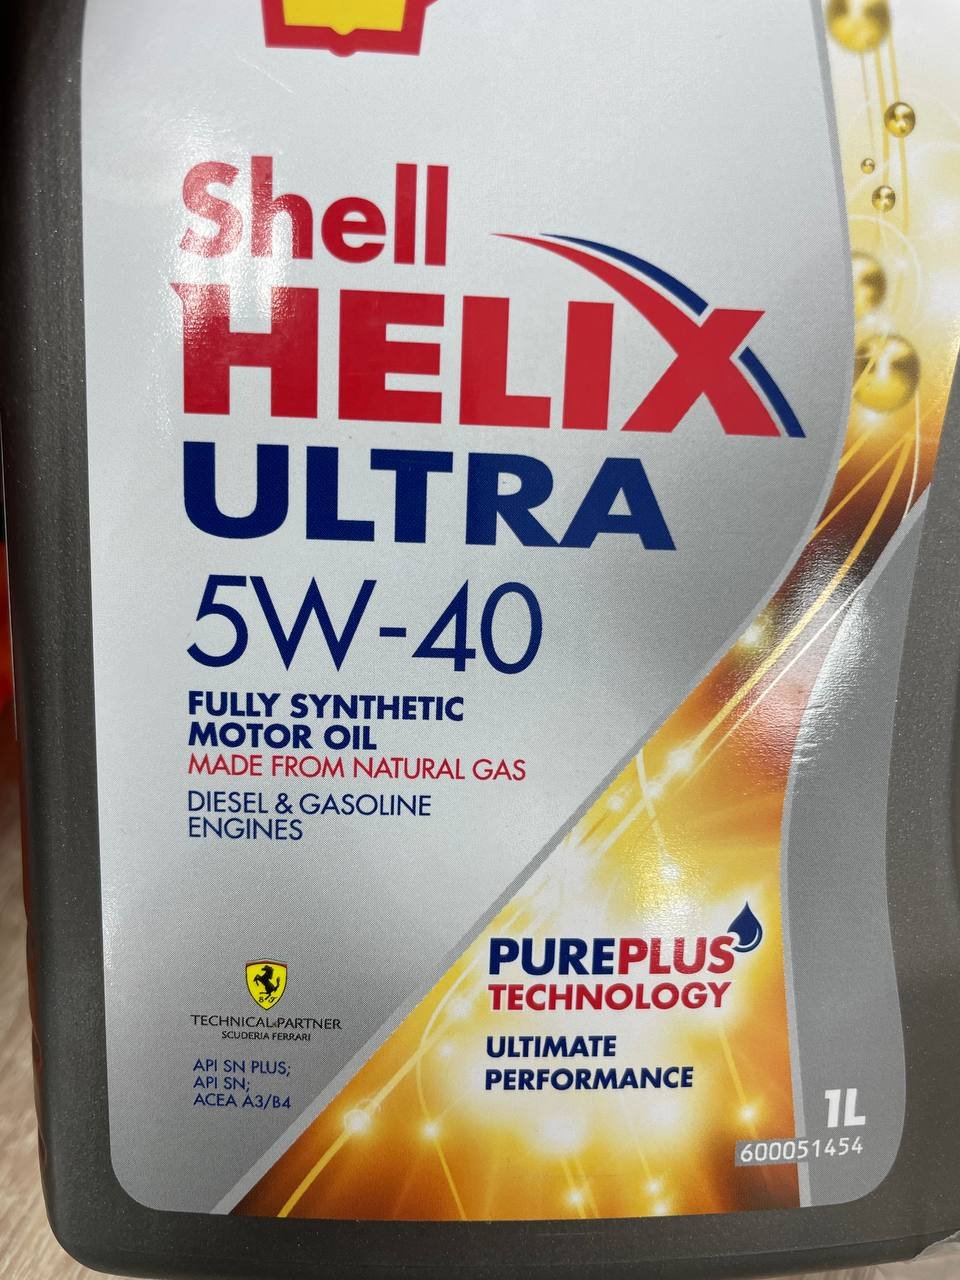 Shell
HELIX
ULTRA
5W-40
FULLY SYNTHETIC
MOTOR OIL
MADE FROM NATURAL GAS
DIESEL & GASOLINE
ENGINES
PUREPLUS
TECHNOLOGY
ULTIMATE
PERFORMANCE
TECHNICAL PARTNER
SCUDERIA FERRARI
API SN PLUS;
API SN;
ACEA A3/B4
1L
600051454